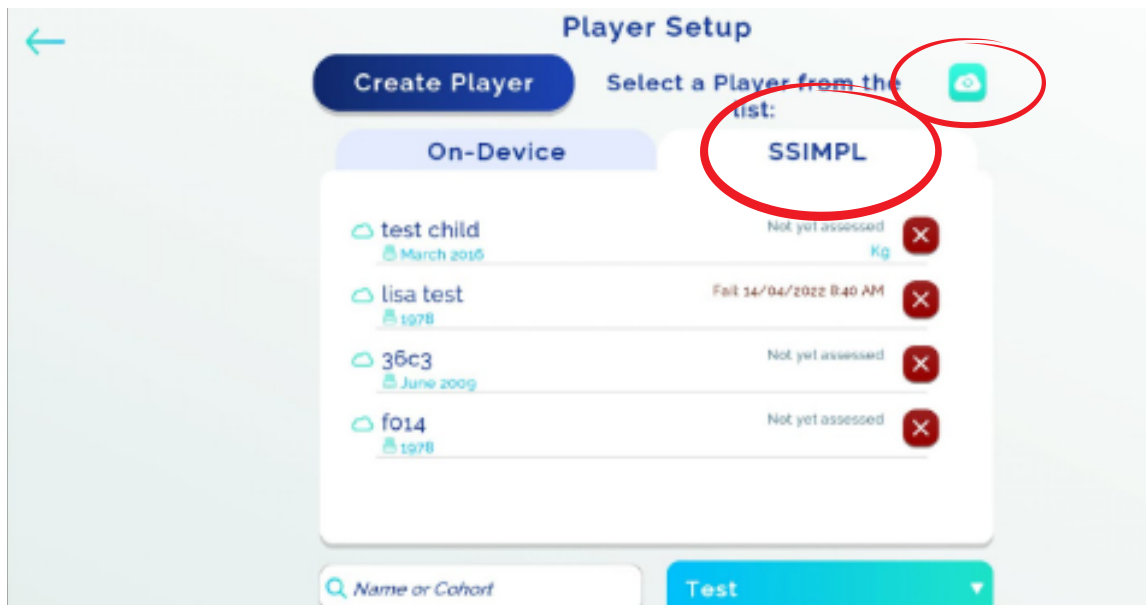 Player Setup
Create Player
Select a Player from the
list:
On-Device
SSIMPL
test child
Not yet assessed
March 2016
Kg
lisa test
Fail: 14/04/2022 8:40 AM
1978
36c3
Not yet assessed
June 2009
f014
Not yet assessed
1978
Name or Cohort
Test